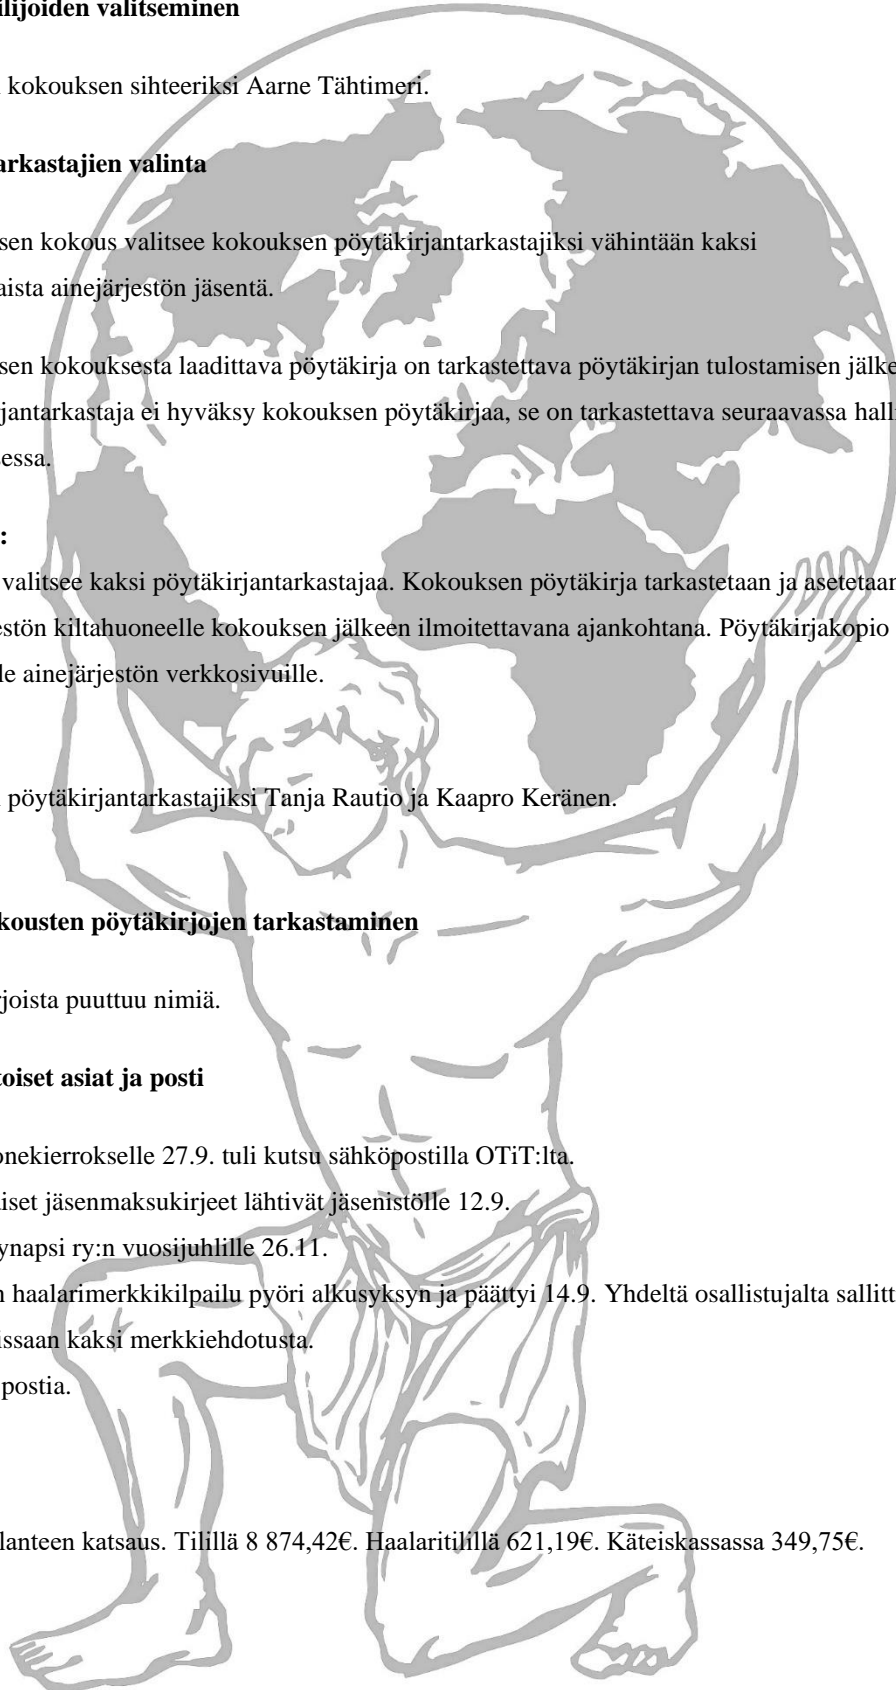 ilijoiden valitseminen
kokouksen sihteeriksi Aarne Tähtimeri.
arkastajien valinta
sen kokous valitsee kokouksen pöytäkirjantarkastajiksi vähintään kaksi
aista ainejärjestön jäsentä.
sen kokouksesta laadittava pöytäkirja on tarkastettava pöytäkirjan tulostamisen jälke
jantarkastaja ei hyväksy kokouksen pöytäkirjaa, se on tarkastettava seuraavassa halli
sessa.
:
valitsee kaksi pöytäkirjantarkastajaa. Kokouksen pöytäkirja tarkastetaan ja asetetaan
estön kiltahuoneelle kokouksen jälkeen ilmoitettavana ajankohtana. Pöytäkirjakopio
le ainejärjestön verkkosivuille.
pöytäkirjantarkastajiksi Tanja Rautio ja Kaapro Keränen.
kousten pöytäkirjojen tarkastaminen
rjoista puuttuu nimiä.
toiset asiat ja posti
onekierrokselle 27.9. tuli kutsu sähköpostilla OTiT:lta.
iset jäsenmaksukirjeet lähtivät jäsenistölle 12.9.
ynapsi ry:n vuosijuhlille 26.11.
n haalarimerkkikilpailu pyöri alkusyksyn ja päättyi 14.9. Yhdeltä osallistujalta sallitt
issaan kaksi merkkiehdotusta.
postia.
lanteen katsaus. Tilillä 8 874,42€. Haalaritilillä 621,19€. Käteiskassassa 349,75€.